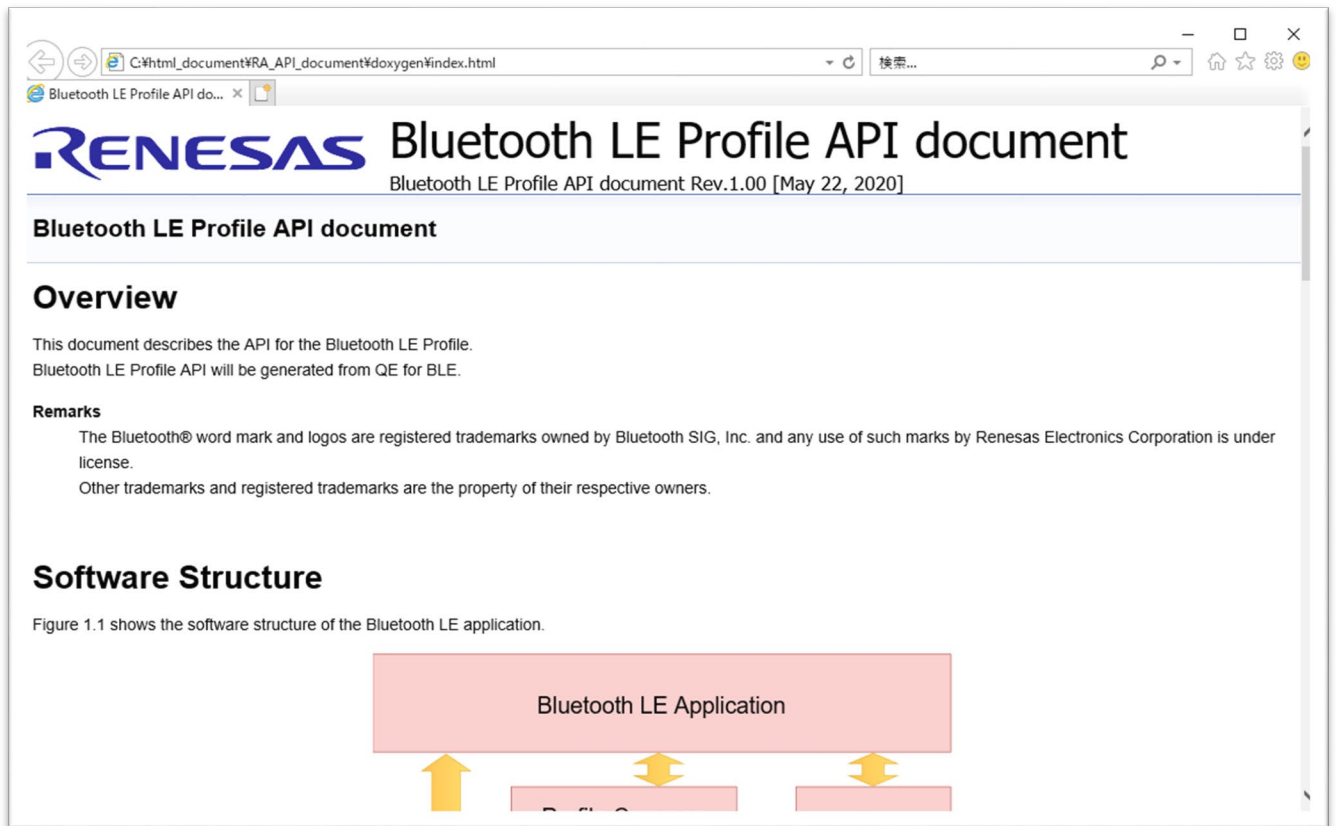 C:¥html_document¥RA_API_document¥doxygen¥index.html
検索...
Bluetooth LE Profile API do...
RENESAS
Bluetooth LE Profile API document
Bluetooth LE Profile API document Rev.1.00 [May 22, 2020]
Bluetooth LE Profile API document
Overview
This document describes the API for the Bluetooth LE Profile.
Bluetooth LE Profile API will be generated from QE for BLE.
Remarks
The Bluetooth® word mark and logos are registered trademarks owned by Bluetooth SIG, Inc. and any use of such marks by Renesas Electronics Corporation is under
license.
Other trademarks and registered trademarks are the property of their respective owners.
Software Structure
Figure 1.1 shows the software structure of the Bluetooth LE application.
Bluetooth LE Application